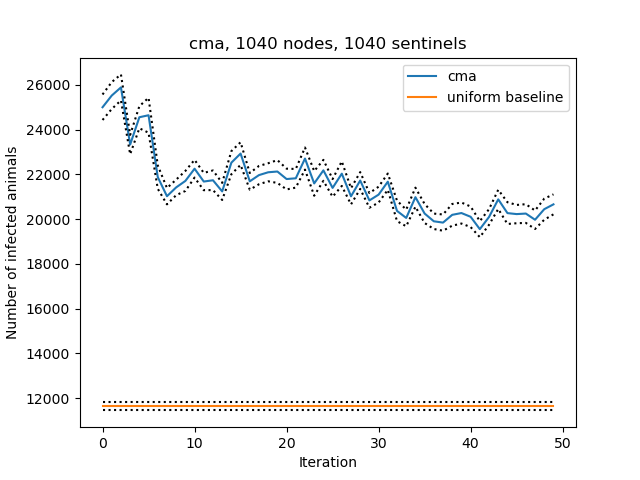 cma, 1040 nodes, 1040 sentinels
cma
uniform baseline
Number of infected animals
26000
24000
22000
20000
18000
16000
14000
12000
0 10 20 30 40 50
Iteration